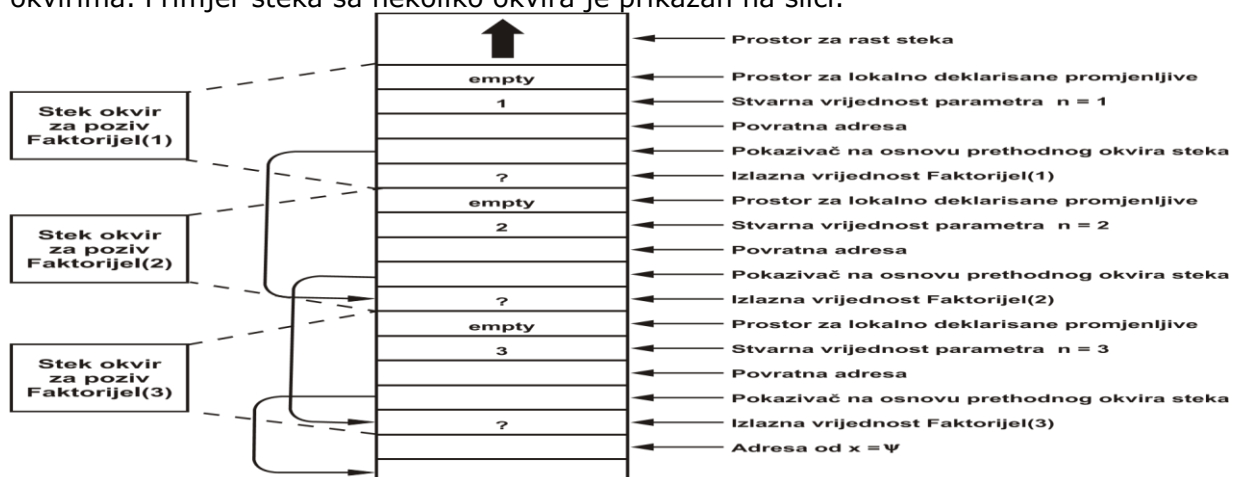 okvirima. Primjer steka sa nekoliko okvira je prikazan na slici.
Prostor za rast steka
empty
Prostor za lokalno deklarisane promjenljive
Stek okvir
za poziv
Faktorijel(1)
1
Stvarna vrijednost parametra n = 1
Povratna adresa
Pokazivač na osnovu prethodnog okvira steka
?
Izlazna vrijednost Faktorijel(1)
empty
Prostor za lokalno deklarisane promjenljive
Stek okvir
za poziv
Faktorijel(2)
2
Stvarna vrijednost parametra n = 2
Povratna adresa
Pokazivač na osnovu prethodnog okvira steka
?
Izlazna vrijednost Faktorijel(2)
empty
Prostor za lokalno deklarisane promjenljive
Stek okvir
za poziv
Faktorijel(3)
3
Stvarna vrijednost parametra n = 3
Povratna adresa
Pokazivač na osnovu prethodnog okvira steka
?
Izlazna vrijednost Faktorijel(3)
Adresa od x = Ψ